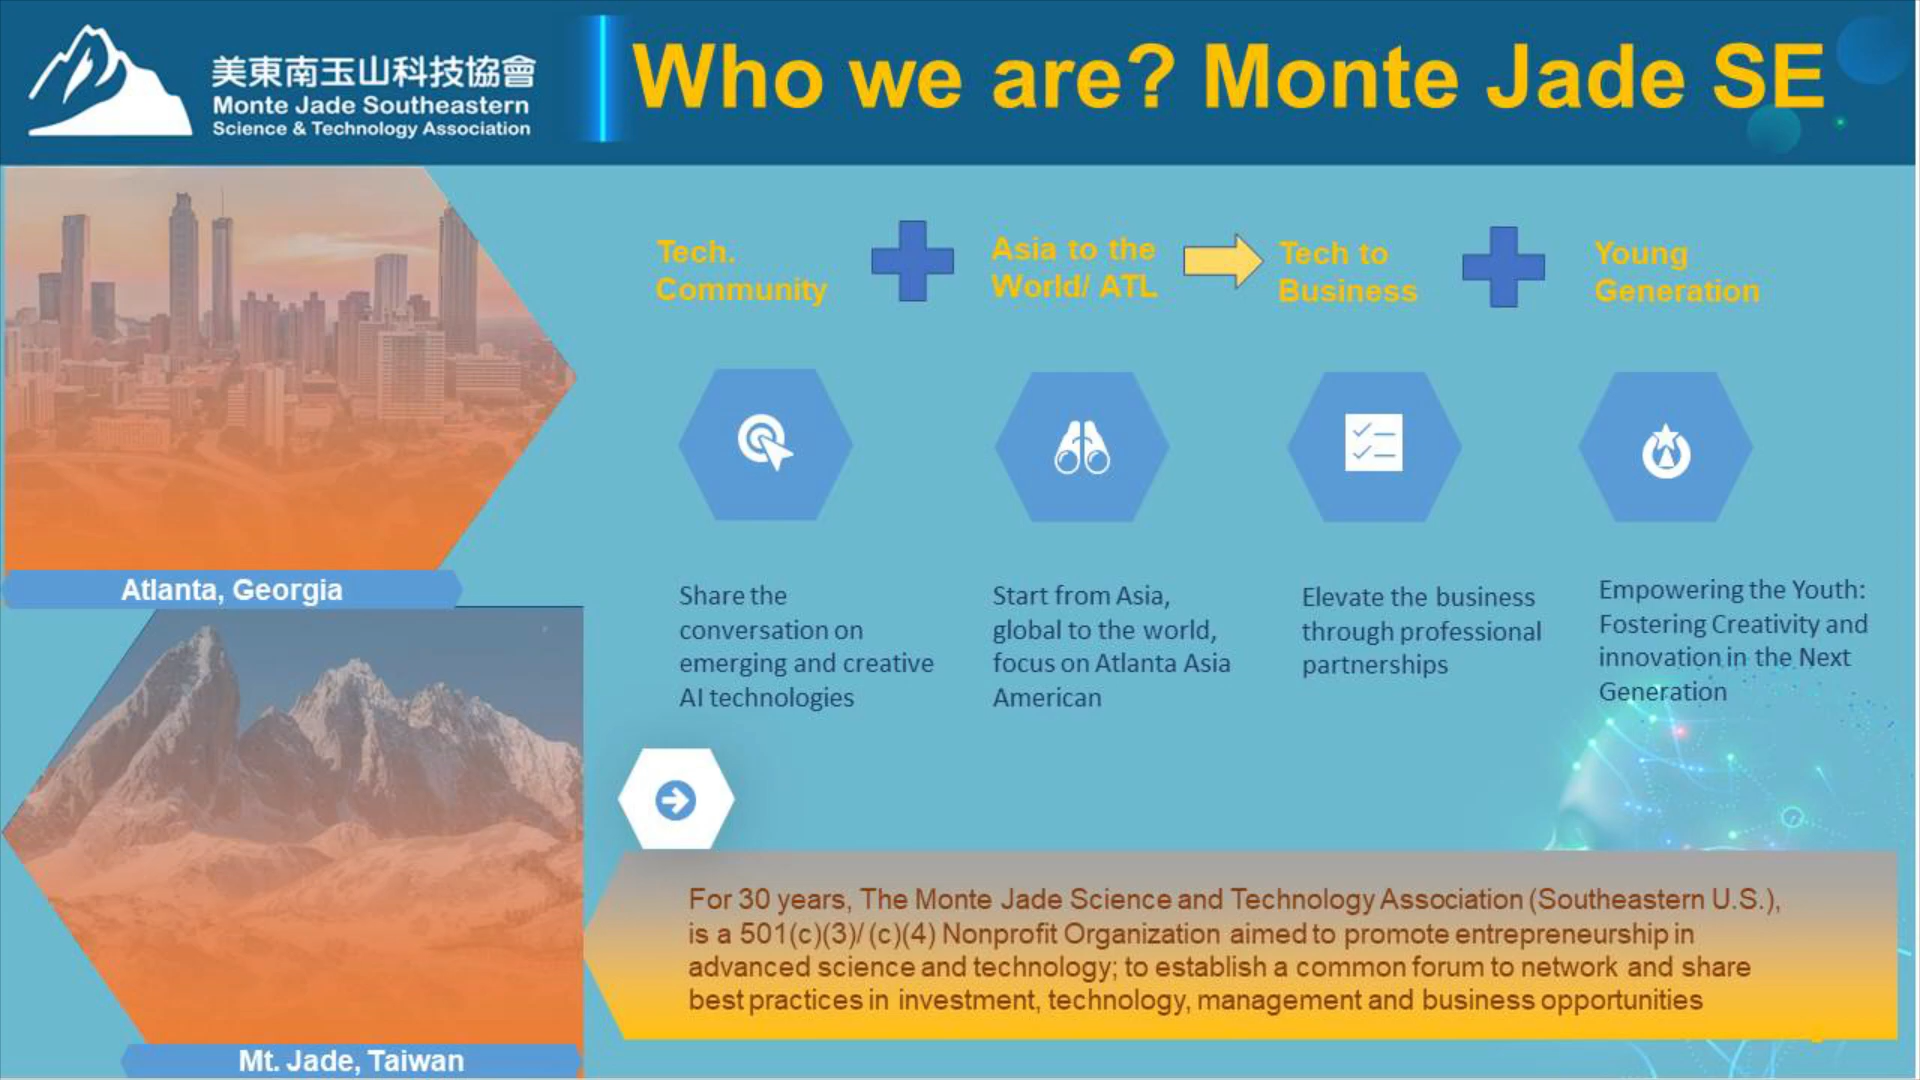 美東南玉山科技協會
Monte Jade Southeastern
Science & Technology Association
Who we are? Monte Jade SE
Tech.
Community
Asia to the
World/ ATL
Tech to
Business
Young
Generation
Share the
conversation on
emerging and creative
AI technologies
Start from Asia,
global to the world,
focus on Atlanta Asia
American
Elevate the business
through professional
partnerships
Empowering the Youth:
Fostering Creativity and
innovation in the Next
Generation
Atlanta, Georgia
For 30 years, The Monte Jade Science and Technology Association (Southeastern U.S.),
is a 501(c)(3)/ (c)(4) Nonprofit Organization aimed to promote entrepreneurship in
advanced science and technology; to establish a common forum to network and share
best practices in investment, technology, management and business opportunities
Mt. Jade, Taiwan